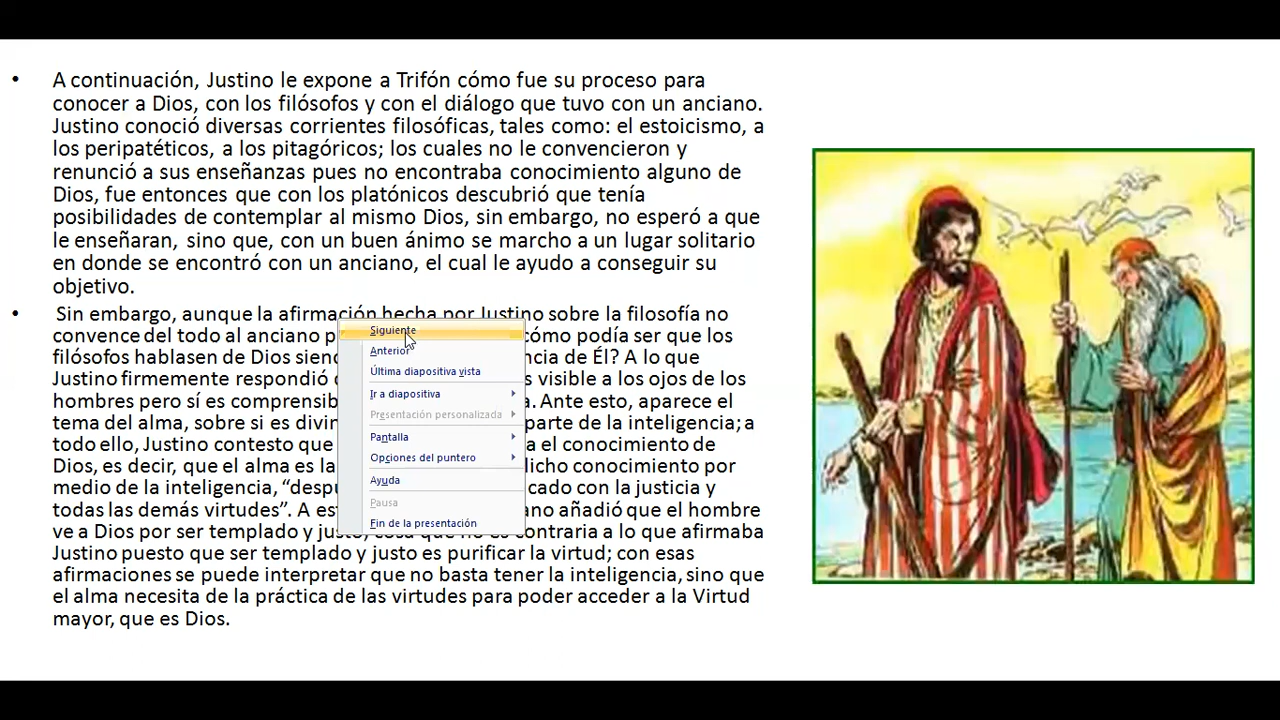 • A continuación, Justino le expone a Trifón cómo fue su proceso para
conocer a Dios, con los filósofos y con el diálogo que tuvo con un anciano.
Justino conoció diversas corrientes filosóficas, tales como: el estoicismo, a
los peripatéticos, a los pitagóricos; los cuales no le convencieron y
renunció a sus enseñanzas pues no encontraba conocimiento alguno de
Dios, fue entonces que con los platónicos descubrió que tenía
posibilidades de contemplar al mismo Dios, sin embargo, no esperó a que
le enseñaran, sino que, con un buen ánimo se marcho a un lugar solitario
en donde se encontró con un anciano, el cual le ayudo a conseguir su
objetivo.
• Sin embargo, aunque la afirmación hecha por Justino sobre la filosofía no
convence del todo al anciano cómo podía ser que los
filósofos hablasen de Dios de Él? A lo que
Justino firmemente respondió visible a los ojos de los
hombres pero sí es Ante esto, aparece el
tema del alma, sobre si es parte de la inteligencia; a
todo ello, Justino contesto que el conocimiento de
Dios, es decir, que el alma es la dicho conocimiento por
medio de la inteligencia, con la justicia y
todas las demás virtudes”. A añadió que el hombre
ve a Dios por ser templado y contraria a lo que afirmaba
Justino puesto que ser templado y justo es purificar la virtud; con esas
afirmaciones se puede interpretar que no basta tener la inteligencia, sino que
el alma necesita de la práctica de las virtudes para poder acceder a la Virtud
mayor, que es Dios.
Siguiente
Anterior
Última diapositiva vista
Ir a diapositiva
Presentación personalizada
Pantalla
Opciones del puntero
Ayuda
Pausa
Fin de la presentación